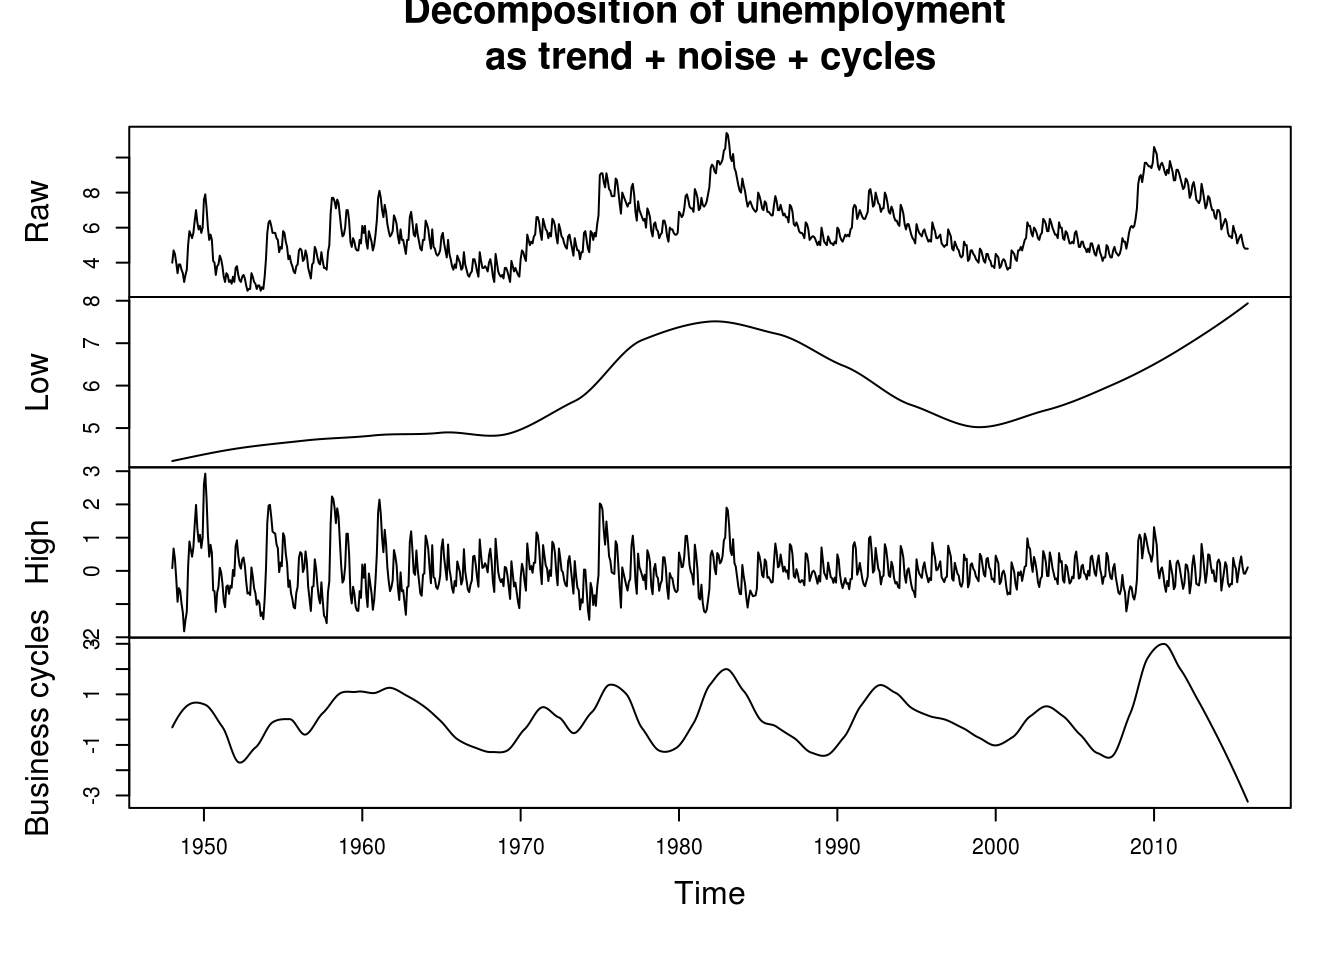 Decomposition of unemployment
as trend + noise + cycles
Raw
8
6
4
Low
8
7
6
5
High
3
2
1
0
2
Business cycles
3
1
-1
-3
1950 1960 1970 1980 1990 2000 2010
Time